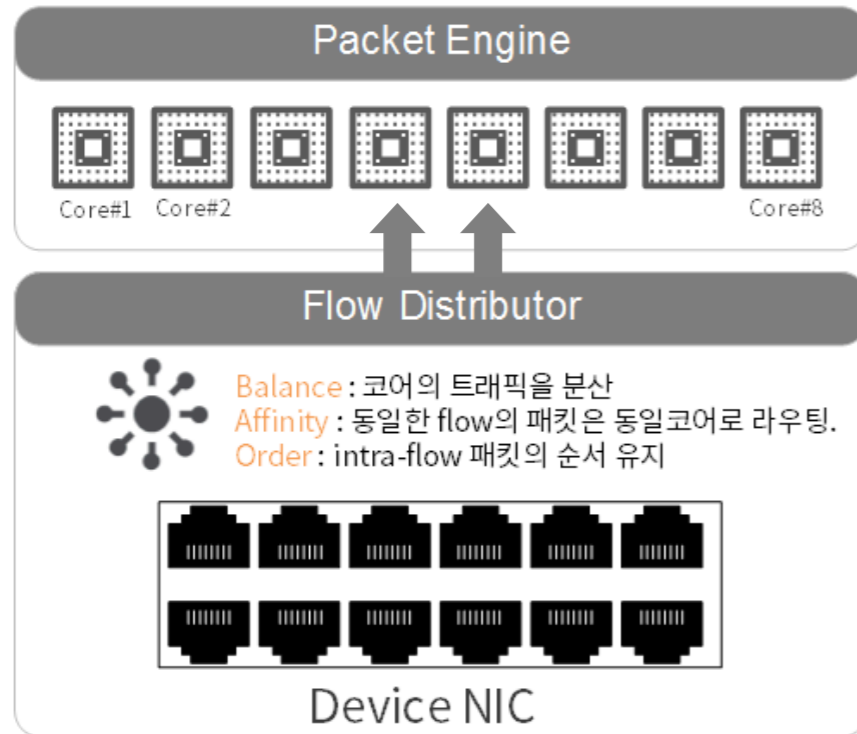 Packet Engine
Core#1 Core#2 Core#8
Flow Distributor
Balance : 코어의 트래픽을 분산
Affinity : 동일한 flow의 패킷은 동일코어로 라우팅.
Order : intra-flow 패킷의 순서 유지
Device NIC